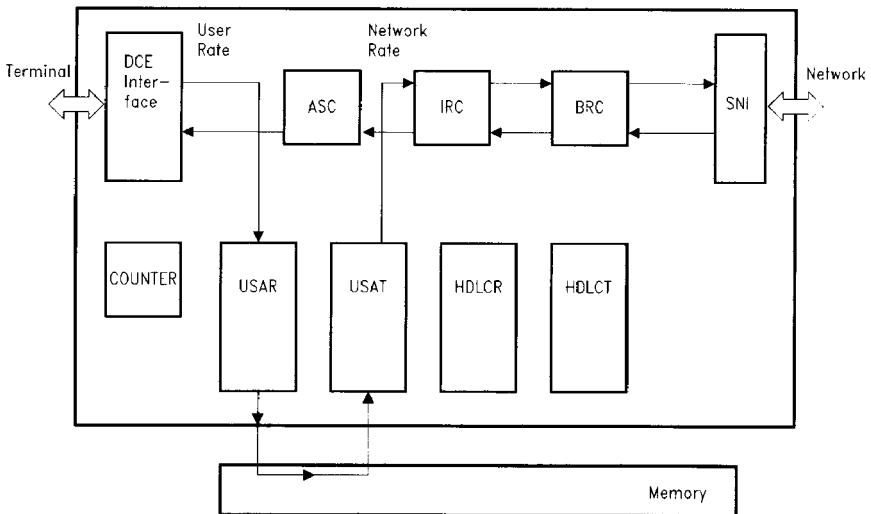 User
Rate
Network
Rate
Terminal
DCE
Inter-
face
ASC
IRC
BRC
SNI
Network
COUNTER
USAR
USAT
HDLCR
HDLCT
Memory